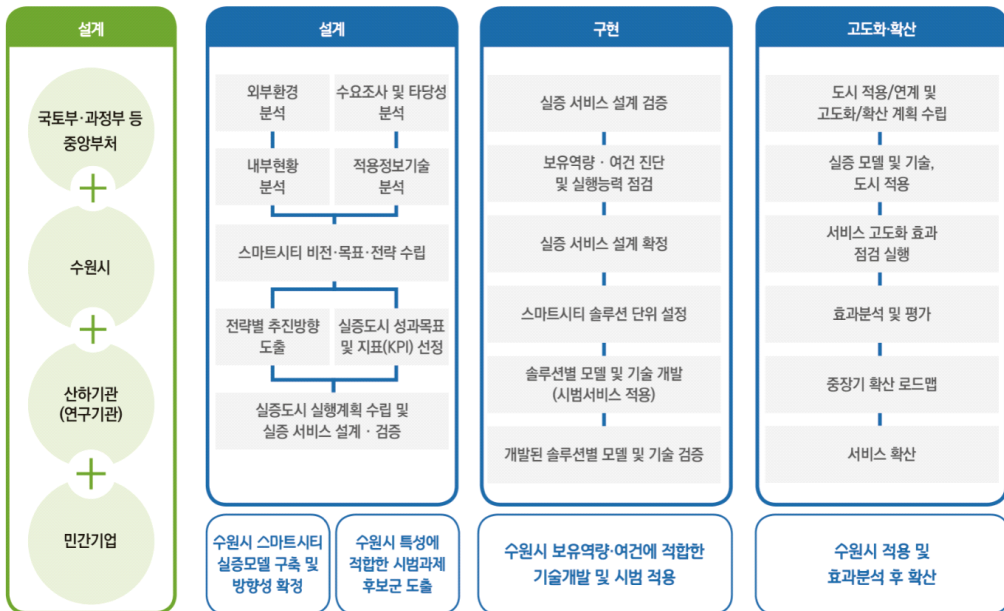 설계
국토부·과정부 등
중앙부처
+
수원시
+
산하기관
(연구기관)
+
민간기업
설계
외부환경
분석
수요조사 및 타당성
분석
내부현황
분석
적용정보기술
분석
스마트시티 비전·목표·전략 수립
전략별 추진방향
도출
실증도시 성과목표
및 지표(KPI) 선정
실증도시 실행계획 수립 및
실증 서비스 설계 · 검증
수원시 스마트시티
실증모델 구축 및
방향성 확정
수원시 특성에
적합한 시범과제
후보군 도출
구현
실증 서비스 설계 검증
보유역량 · 여건 진단
및 실행능력 점검
실증 서비스 설계 확정
스마트시티 솔루션 단위 설정
솔루션별 모델 및 기술 개발
(시범서비스 적용)
개발된 솔루션별 모델 및 기술 검증
수원시 보유역량·여건에 적합한
기술개발 및 시범 적용
고도화·확산
도시 적용/연계 및
고도화/확산 계획 수립
실증 모델 및 기술,
도시 적용
서비스 고도화 효과
점검 실행
효과분석 및 평가
중장기 확산 로드맵
서비스 확산
수원시 적용 및
효과분석 후 확산